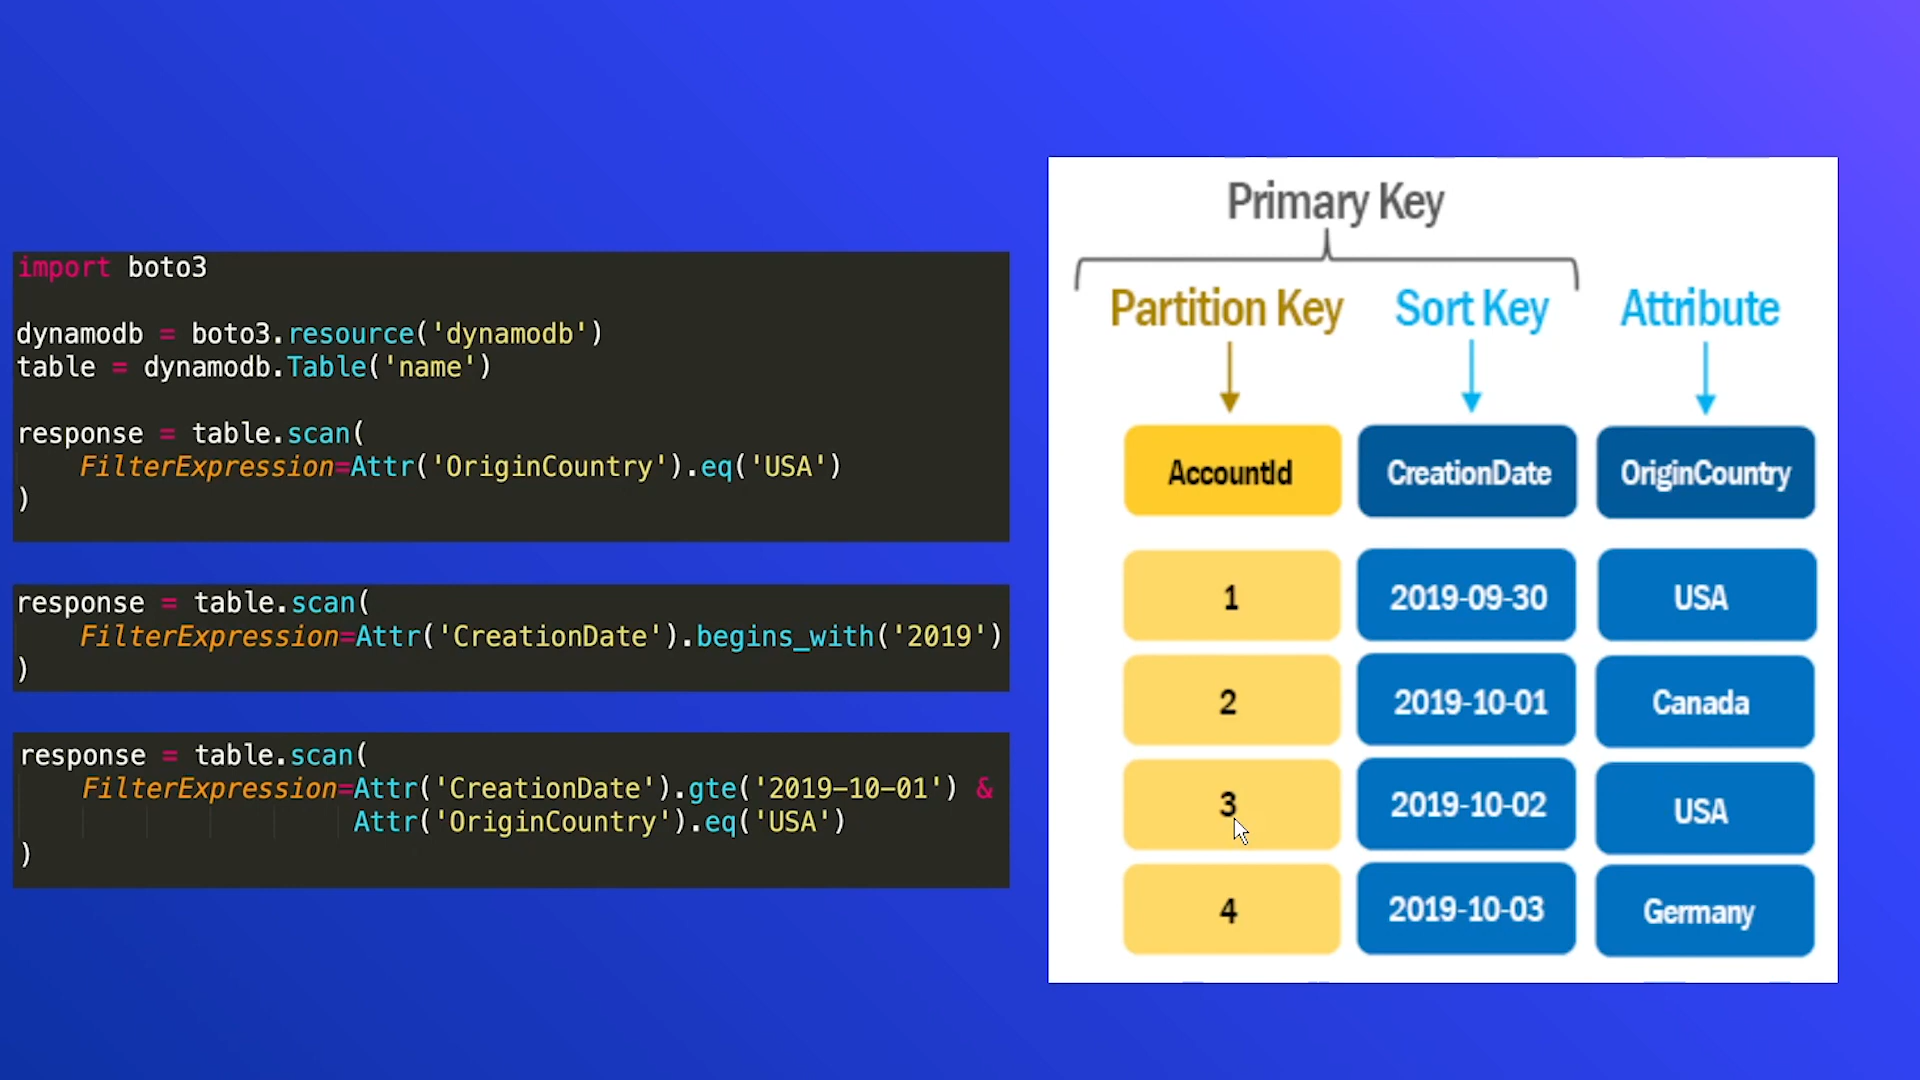 import boto3
dynamodb = boto3.resource('dynamodb')
table = dynamodb.Table('name')
response = table.scan(
    FilterExpression=Attr('OriginCountry').eq('USA')
)
response = table.scan(
    FilterExpression=Attr('CreationDate').begins_with('2019')
)
response = table.scan(
    FilterExpression=Attr('CreationDate').gte('2019-10-01') &
                     Attr('OriginCountry').eq('USA')
)
Primary Key
Partition Key Sort Key Attribute
AccountId CreationDate OriginCountry
1 2019-09-30 USA
2 2019-10-01 Canada
3 2019-10-02 USA
4 2019-10-03 Germany